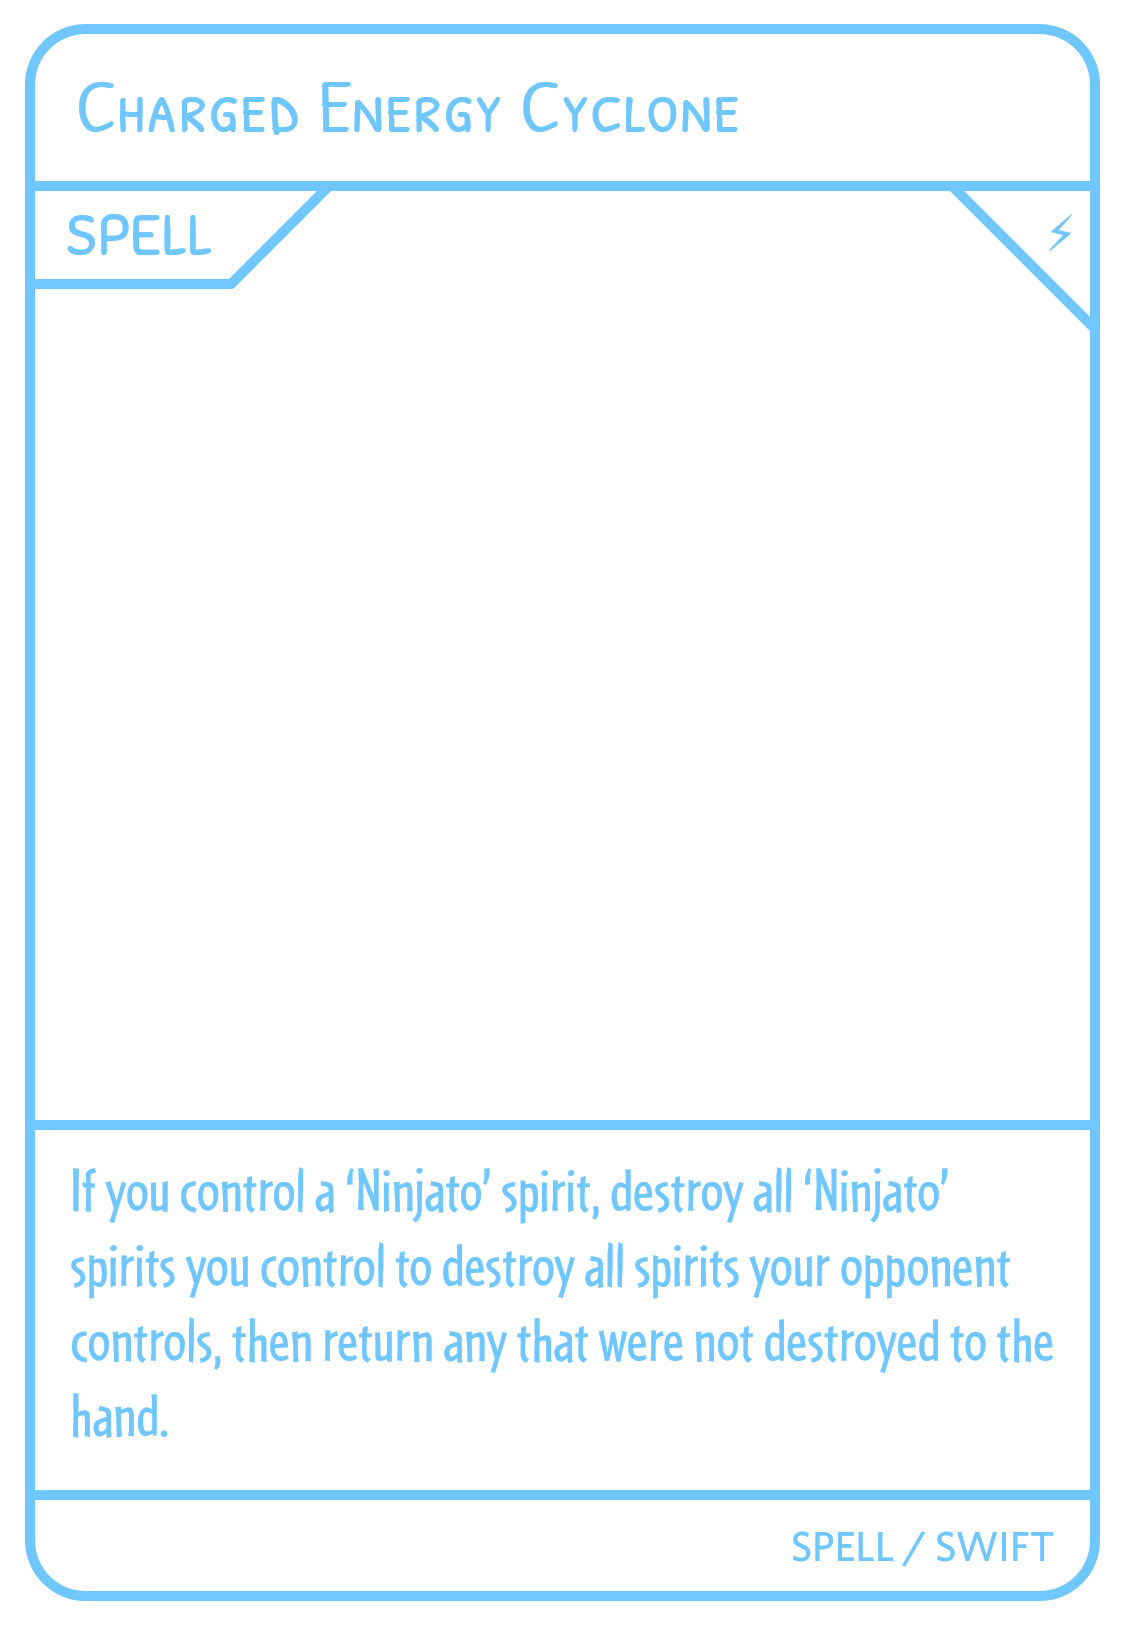 Charged Energy Cyclone
SPELL
⚡
If you control a ‘Ninjato’ spirit, destroy all ‘Ninjato’
spirits you control to destroy all spirits your opponent
controls, then return any that were not destroyed to the
hand.
SPELL / SWIFT